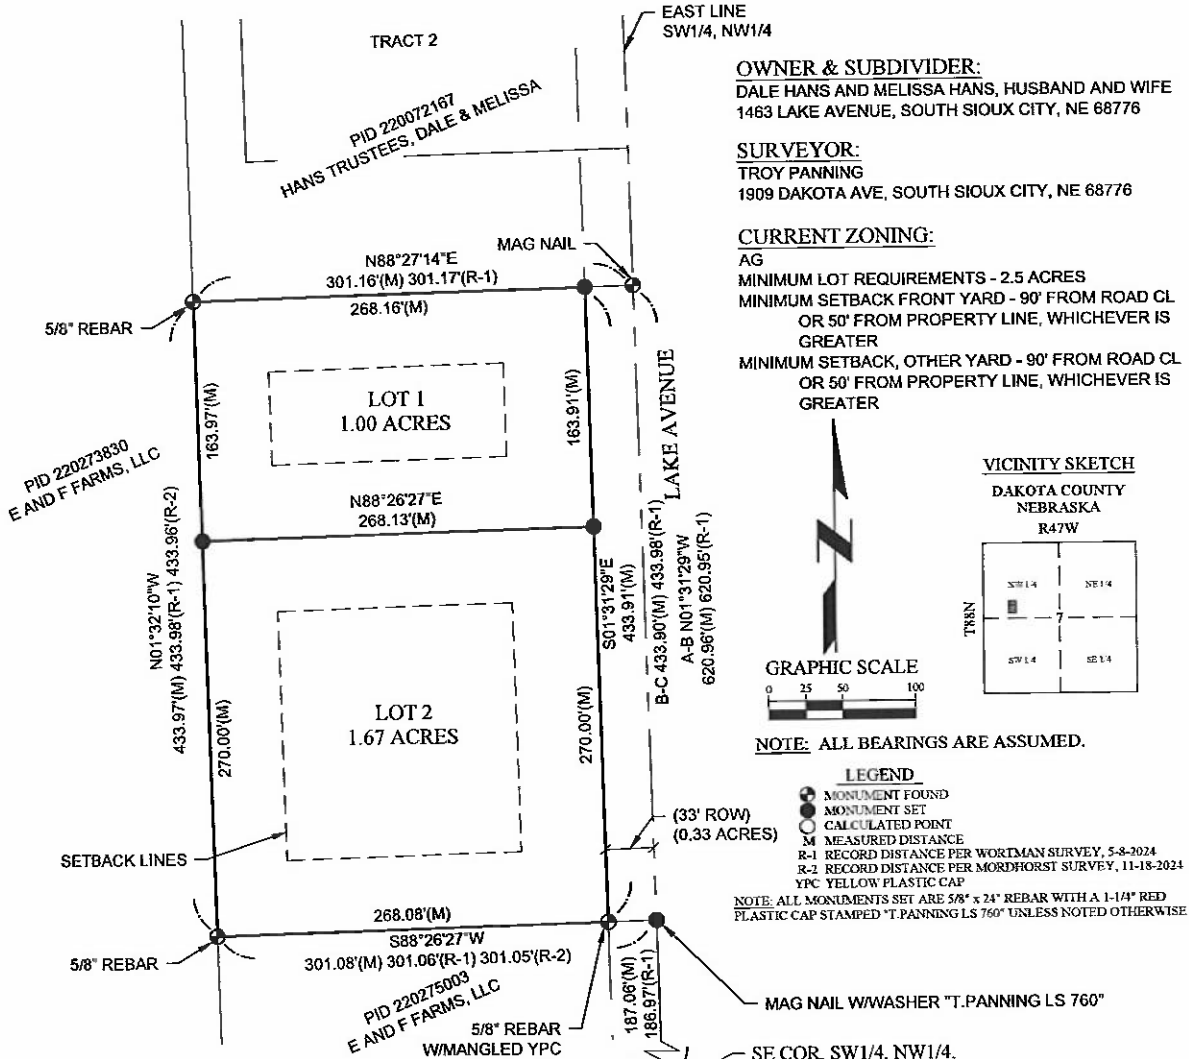 EAST LINE
SW1/4, NW1/4
TRACT 2
PID 220072167
HANS TRUSTEES, DALE & MELISSA
OWNER & SUBDIVIDER:
DALE HANS AND MELISSA HANS, HUSBAND AND WIFE
1463 LAKE AVENUE, SOUTH SIOUX CITY, NE 68776
SURVEYOR:
TROY PANNING
1909 DAKOTA AVE, SOUTH SIOUX CITY, NE 68776
CURRENT ZONING:
AG
MINIMUM LOT REQUIREMENTS - 2.5 ACRES
MINIMUM SETBACK FRONT YARD - 90' FROM ROAD CL
OR 50' FROM PROPERTY LINE, WHICHEVER IS
GREATER
MINIMUM SETBACK, OTHER YARD - 90' FROM ROAD CL
OR 50' FROM PROPERTY LINE, WHICHEVER IS
GREATER
MAG NAIL
N88°27'14"E
301.16'(M) 301.17'(R-1)
268.16'(M)
5/8" REBAR
163.97'(M)
LOT 1
1.00 ACRES
163.91'(M)
LAKE AVENUE
PID 220273830
E AND F FARMS, LLC
N88°26'27"E
268.13'(M)
N01°32'10"W
433.97'(M) 433.98'(R-1) 433.96'(R-2)
270.00'(M)
LOT 2
1.67 ACRES
270.00'(M)
S01°31'29"E
433.91'(M)
B-C 433.90'(M) 433.98'(R-1)
A-B N01°31'29"W
620.96'(M) 620.95'(R-1)
VICINITY SKETCH
DAKOTA COUNTY
NEBRASKA
R47W
T88N
SW 1/4
NE 1/4
7
SW 1/4
SE 1/4
GRAPHIC SCALE
0 25 50 100
NOTE: ALL BEARINGS ARE ASSUMED.
LEGEND
MONUMENT FOUND
MONUMENT SET
CALCULATED POINT
M MEASURED DISTANCE
R-1 RECORD DISTANCE PER WORTMAN SURVEY, 5-8-2024
R-2 RECORD DISTANCE PER MORDHORST SURVEY, 11-18-2024
YPC YELLOW PLASTIC CAP
NOTE: ALL MONUMENTS SET ARE 5/8" x 24" REBAR WITH A 1-1/4" RED
PLASTIC CAP STAMPED "T.PANNING LS 760" UNLESS NOTED OTHERWISE
(33' ROW)
(0.33 ACRES)
SETBACK LINES
268.08'(M)
S88°26'27"W
301.08'(M) 301.06'(R-1) 301.05'(R-2)
5/8" REBAR
PID 220275003
E AND F FARMS, LLC
5/8" REBAR
W/MANGLED YPC
187.06'(M)
186.97'(R-1)
MAG NAIL W/WASHER "T.PANNING LS 760"
SE COR, SW1/4, NW1/4,